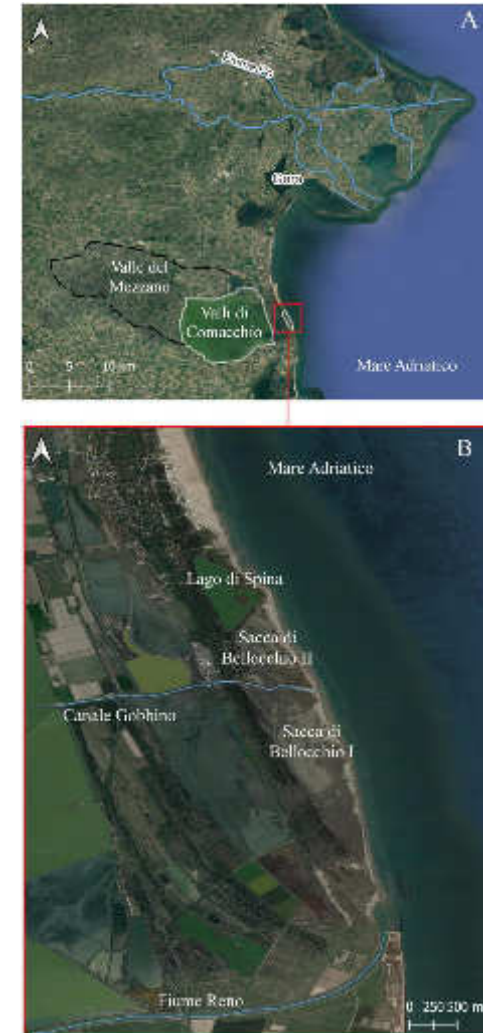 A
Goro
Valle del
Mezzano
Valli di
Comacchio
0 5 10 km
Mare Adriatico
B
Mare Adriatico
Lago di Spina
Sacca di
Bellocchio II
Canale Gobbino
Sacca di
Bellocchio I
Fiume Reno
0 250 500 m